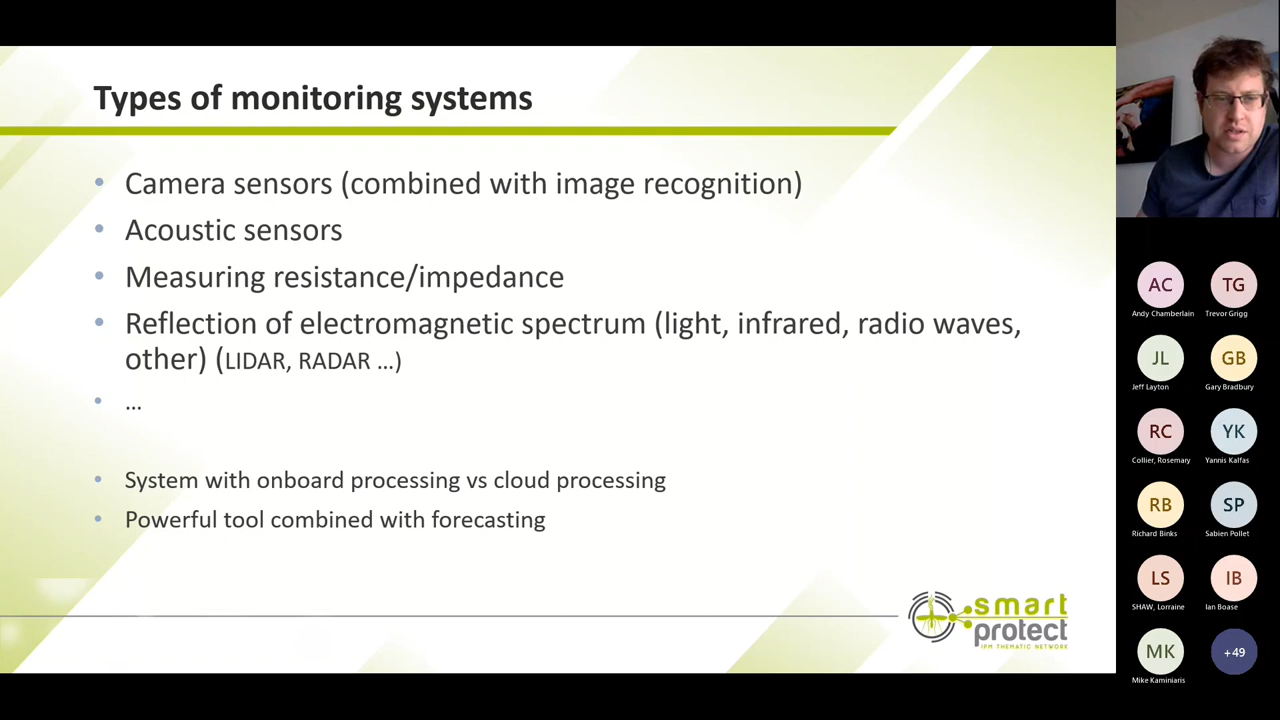 Types of monitoring systems
• Camera sensors (combined with image recognition)
• Acoustic sensors
• Measuring resistance/impedance
• Reflection of electromagnetic spectrum (light, infrared, radio waves,
other) (LIDAR, RADAR ...)
• ...
• System with onboard processing vs cloud processing
• Powerful tool combined with forecasting
smart
protect
IPM THEMATIC NETWORK
AC TG
Andy Chamberlain Trevor Grigg
JL GB
Jeff Layton Gary Bradbury
RC YK
Collier, Rosemary Yannis Kalfas
RB SP
Richard Binks Sabien Pollet
LS IB
SHAW, Lorraine Ian Boase
MK +49
Mike Kaminiaris